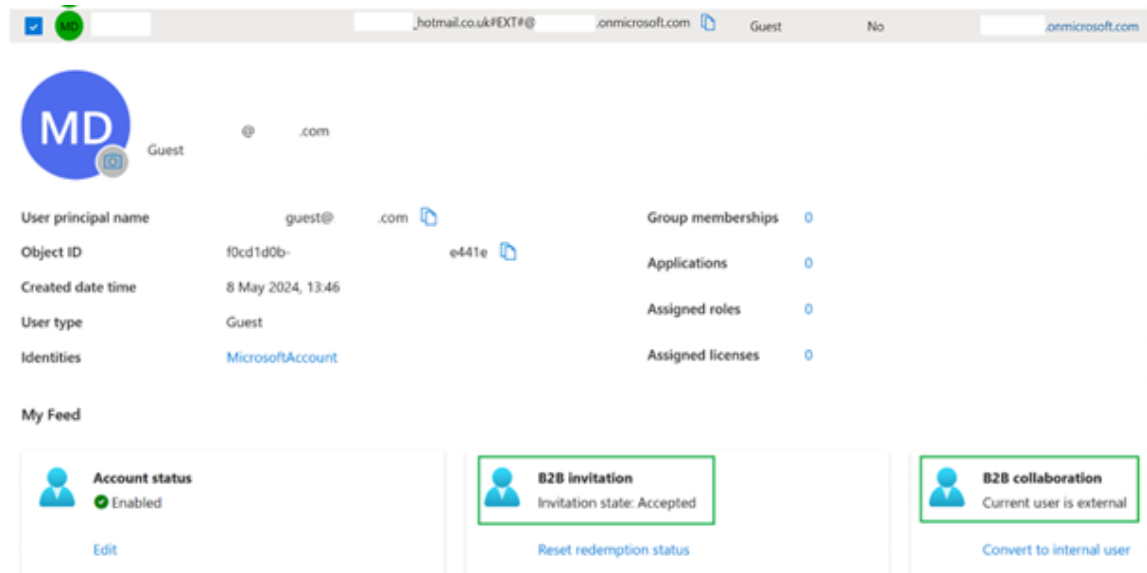 MD _hotmail.co.uk#EXT#@ .onmicrosoft.com Guest No .onmicrosoft.com
MD
@ .com
Guest
User principal name guest@ .com Group memberships 0
Object ID f0cd1d0b- e441e
Applications 0
Created date time 8 May 2024, 13:46
Assigned roles 0
User type Guest
Identities MicrosoftAccount Assigned licenses 0
My Feed
Account status B2B invitation B2B collaboration
Enabled Invitation state: Accepted Current user is external
Edit Reset redemption status Convert to internal user